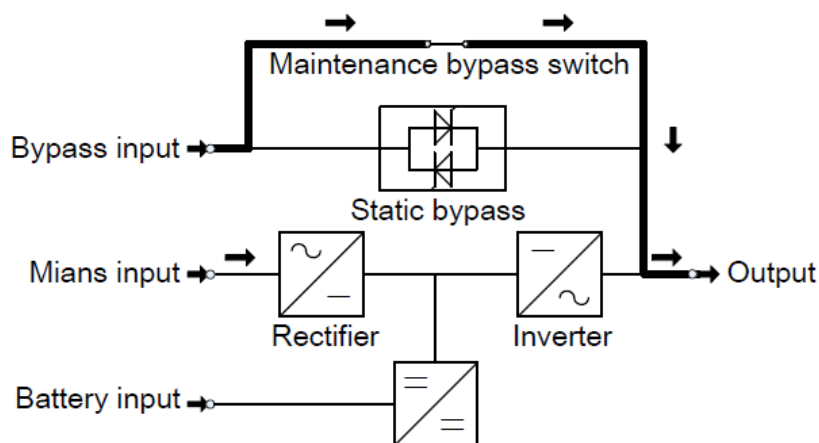 Maintenance bypass switch
Bypass input
Static bypass
Mians input
Output
Rectifier
Inverter
Battery input